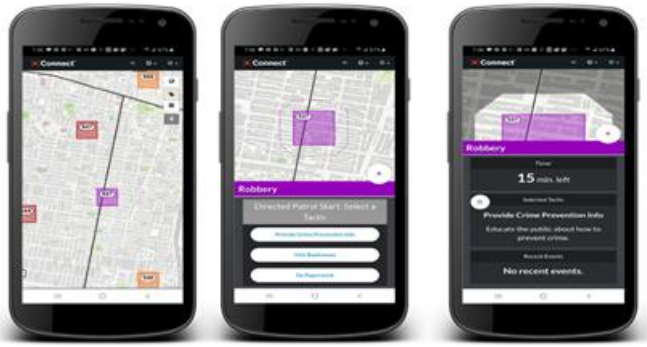 Connect
Connect
Robbery
Directed Patrol Start: Select a
Tactic
Provide Crime Prevention Info
Visit Businesses
Do Paperwork
Connect
Robbery
Timer
15 min. left
Selected Tactic
Provide Crime Prevention Info
Educate the public about how to
prevent crime.
Recent Events
No recent events.